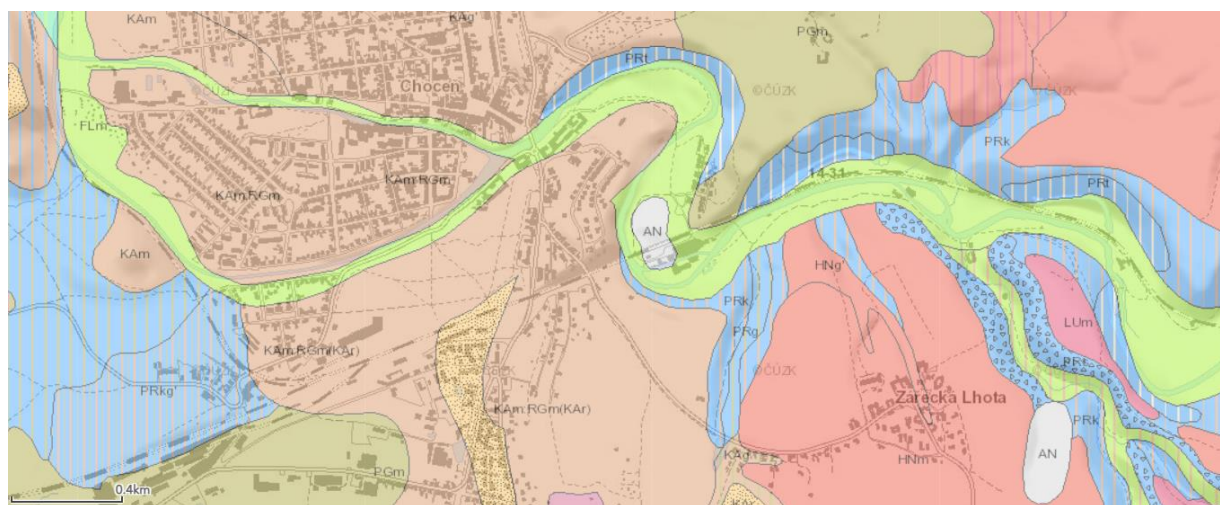 KAm
KAg'
PRt
PGm
©ČÚZK
Choceň
©ČÚZK
©ČÚZK
FLm
PRk
KAm:RGm
KAm:RGm
14-31
PRt
AN
KAm
HNg'
PRk
PRg
LUm
KAm:RGm(KAr)
PRt
©ČÚZK
PRkg'
Zářecká Lhota
KAm:RGm(KAr)
PRk
KAg'
HNm
AN
PGm
0.4km